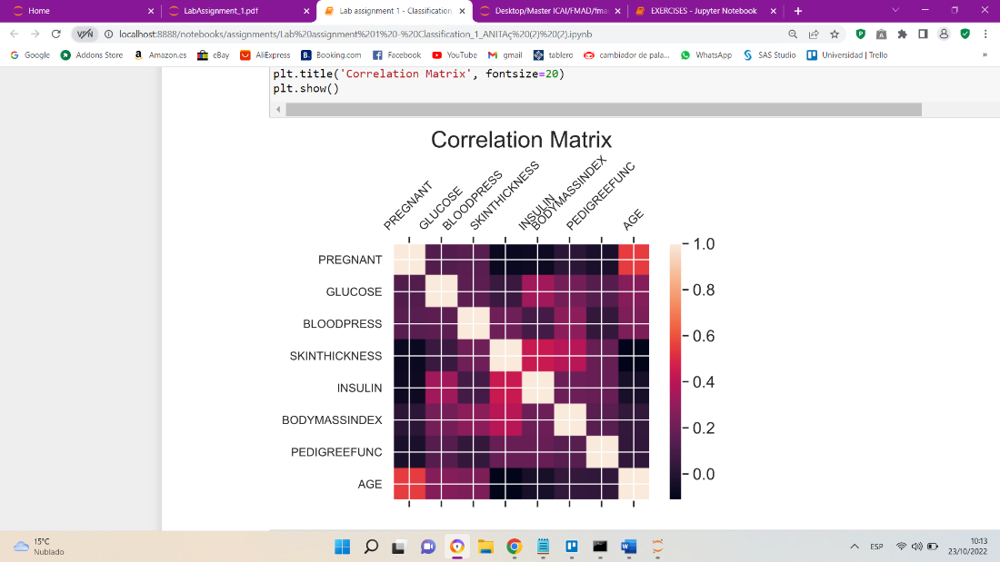 Home
LabAssignment_1.pdf
Lab assignment 1 - Classification
Desktop/Master ICAI/FMAD/fma
EXERCISES - Jupyter Notebook
VPN
localhost:8888/notebooks/assignments/Lab%20assignment%201%20-%20Classification_1_ANITAç%20(2)%20(2).ipynb
Google
Addons Store
Amazon.es
eBay
AliExpress
Booking.com
Facebook
YouTube
gmail
tablero
cambiador de pala...
WhatsApp
SAS Studio
Universidad | Trello
plt.title('Correlation Matrix', fontsize=20)
plt.show()
Correlation Matrix
PREGNANT
GLUCOSE
BLOODPRESS
SKINTHICKNESS
INSULIN
BODYMASSINDEX
PEDIGREEFUNC
AGE
PREGNANT
GLUCOSE
BLOODPRESS
SKINTHICKNESS
INSULIN
BODYMASSINDEX
PEDIGREEFUNC
AGE
1.0
0.8
0.6
0.4
0.2
0.0
15°C
Nublado
ESP
10:13
23/10/2022